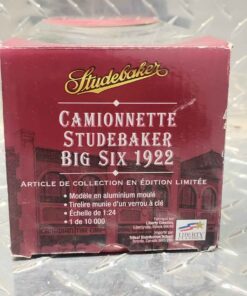 Studebaker
CAMIONNETTE
STUDEBAKER
BIG SIX 1922
ARTICLE DE COLLECTION EN ÉDITION LIMITÉE
• Modèle en aluminium moulé
• Tirelire munie d'un verrou à clé
• Échelle de 1:24
• 1 de 10 000
LIBERTY